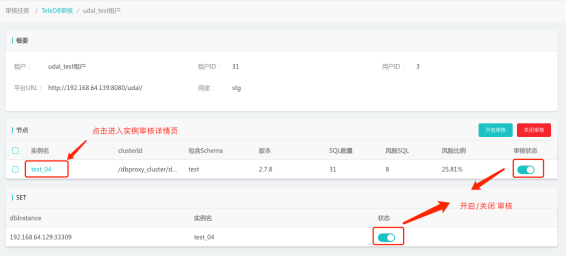 审核任务 / TeleDB审核 / udal_test租户
概要
租户： udal_test租户 租户ID： 31 用户ID： 3
平台URL： http://192.168.64.139:8080/udal/ 用途： stg
节点 点击进入实例审核详情页 开启审核 关闭审核
实例名 clusterId 包含Schema 版本 SQL数量 风险SQL 风险比例 审核状态
test_04 /dbproxy_cluster/d... test 2.7.8 31 8 25.81%
SET 开启/关闭 审核
dbInstance 实例名 状态
192.168.64.129:33309 test_04